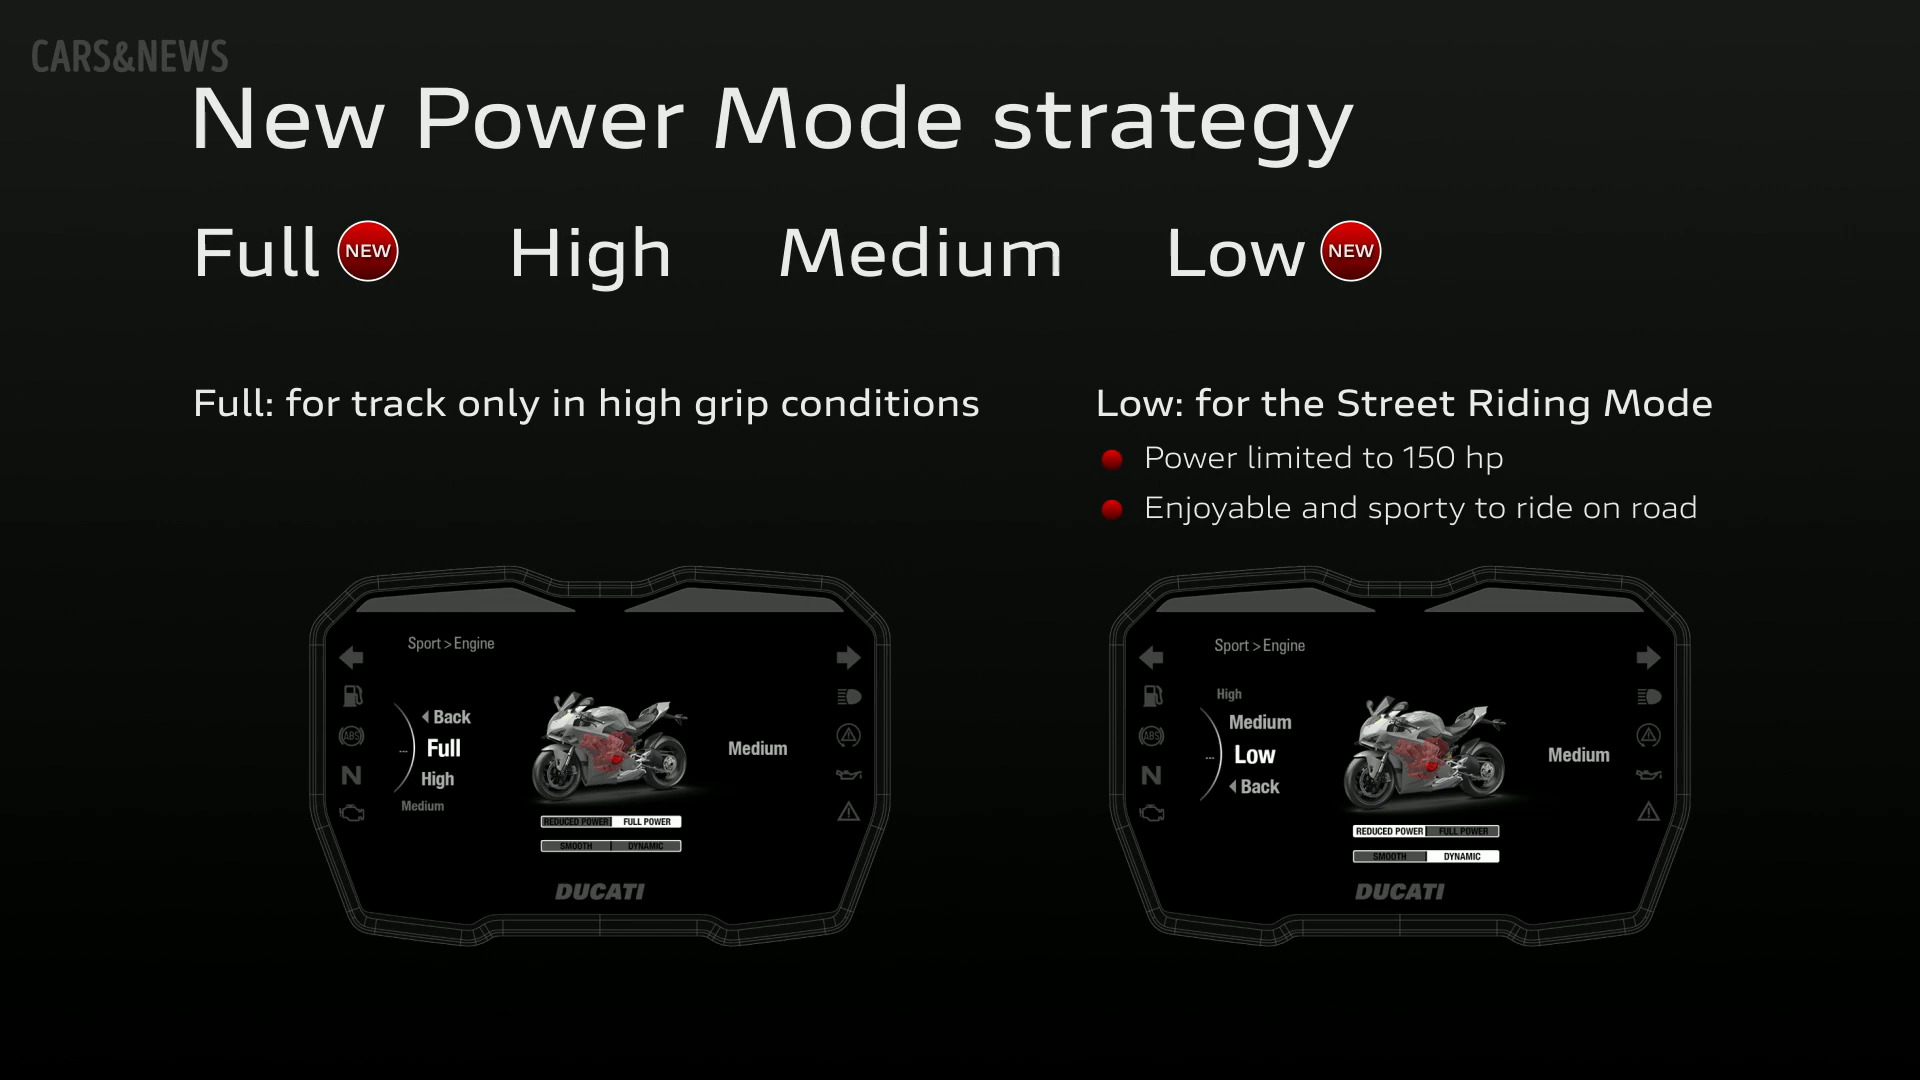 CARS&NEWS
New Power Mode strategy
Full NEW High Medium Low NEW
Full: for track only in high grip conditions
Low: for the Street Riding Mode
Power limited to 150 hp
Enjoyable and sporty to ride on road
Sport > Engine
Back
Full
High
Medium
Medium
REDUCED POWER FULL POWER
SMOOTH DYNAMIC
ABS
N
DUCATI
Sport > Engine
High
Medium
Low
Back
Medium
REDUCED POWER FULL POWER
SMOOTH DYNAMIC
ABS
N
DUCATI